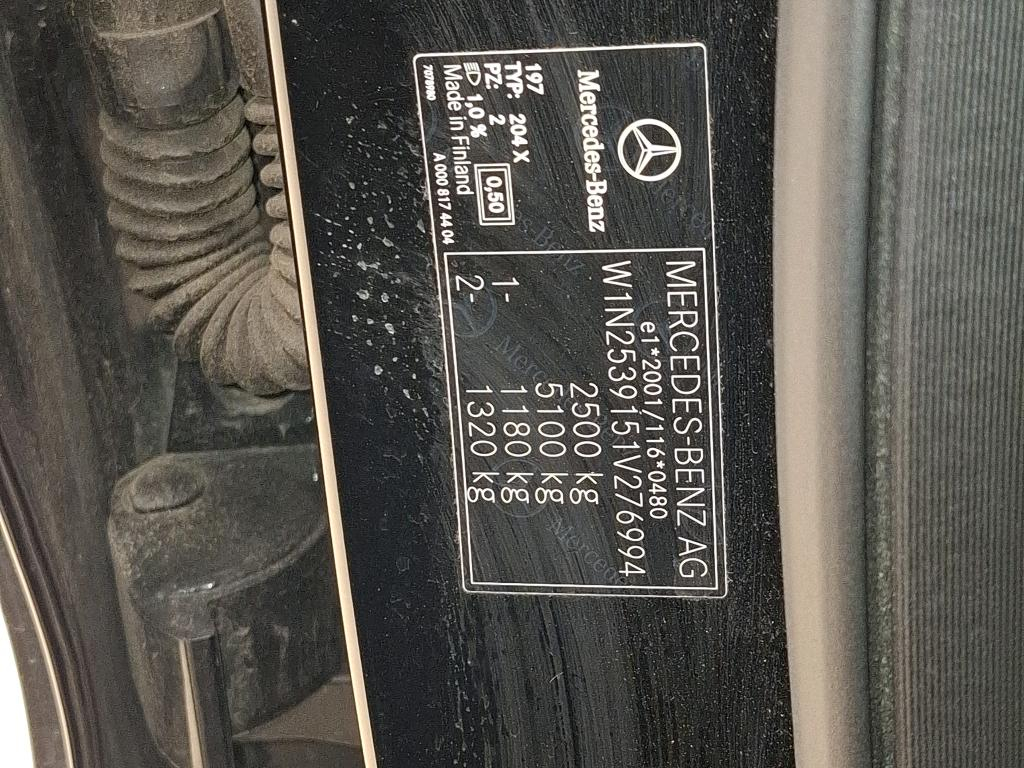 Mercedes-Benz
197
TYP: 204 X
PZ: 2
1,0 %
0,50
Made in Finland
7078980
A 000 817 44 04
MERCEDES-BENZ AG
e1*2001/116*0480
W1N2539151V276994
2500 kg
5100 kg
1- 1180 kg
2- 1320 kg